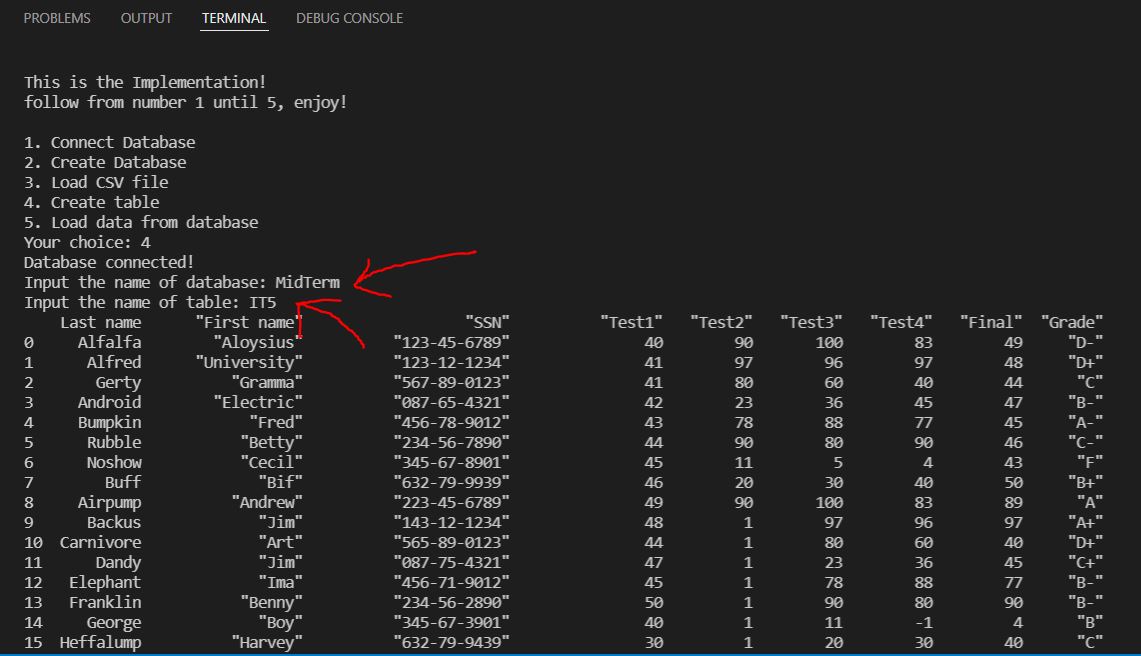 PROBLEMS OUTPUT TERMINAL DEBUG CONSOLE
This is the Implementation!
follow from number 1 until 5, enjoy!
1. Connect Database
2. Create Database
3. Load CSV file
4. Create table
5. Load data from database
Your choice: 4
Database connected!
Input the name of database: MidTerm
Input the name of table: IT5
Last name "First name" "SSN" "Test1" "Test2" "Test3" "Test4" "Final" "Grade"
0 Alfalfa "Aloysius" "123-45-6789" 40 90 100 83 49 "D-"
1 Alfred "University" "123-12-1234" 41 97 96 97 48 "D+"
2 Gerty "Gramma" "567-89-0123" 41 80 60 40 44 "C"
3 Android "Electric" "087-65-4321" 42 23 36 45 47 "B-"
4 Bumpkin "Fred" "456-78-9012" 43 78 88 77 45 "A-"
5 Rubble "Betty" "234-56-7890" 44 90 80 90 46 "C-"
6 Noshow "Cecil" "345-67-8901" 45 11 5 4 43 "F"
7 Buff "Bif" "632-79-9939" 46 20 30 40 50 "B+"
8 Airpump "Andrew" "223-45-6789" 49 90 100 83 89 "A"
9 Backus "Jim" "143-12-1234" 48 1 97 96 97 "A+"
10 Carnivore "Art" "565-89-0123" 44 1 80 60 40 "D+"
11 Dandy "Jim" "087-75-4321" 47 1 23 36 45 "C+"
12 Elephant "Ima" "456-71-9012" 45 1 78 88 77 "B-"
13 Franklin "Benny" "234-56-2890" 50 1 90 80 90 "B-"
14 George "Boy" "345-67-3901" 40 1 11 -1 4 "B"
15 Heffalump "Harvey" "632-79-9439" 30 1 20 30 40 "C"